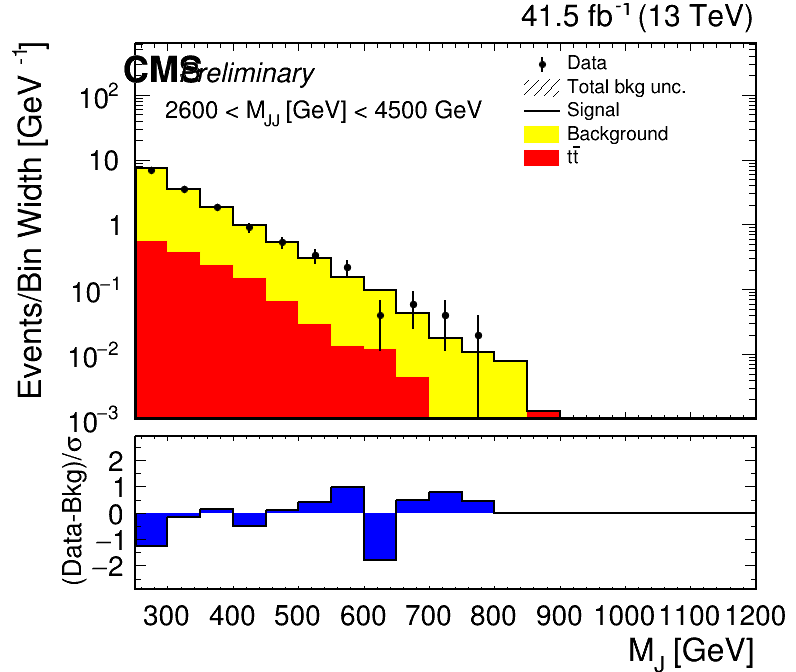 41.5 fb⁻¹ (13 TeV)
CMS Preliminary
2600 < M_JJ [GeV] < 4500 GeV
Data
Total bkg unc.
Signal
Background
tt̅
Events/Bin Width [GeV⁻¹]
10²
10
1
10⁻¹
10⁻²
10⁻³
(Data-Bkg)/σ
2
1
0
−1
−2
300 400 500 600 700 800 900 1000 1100 1200
M_J [GeV]